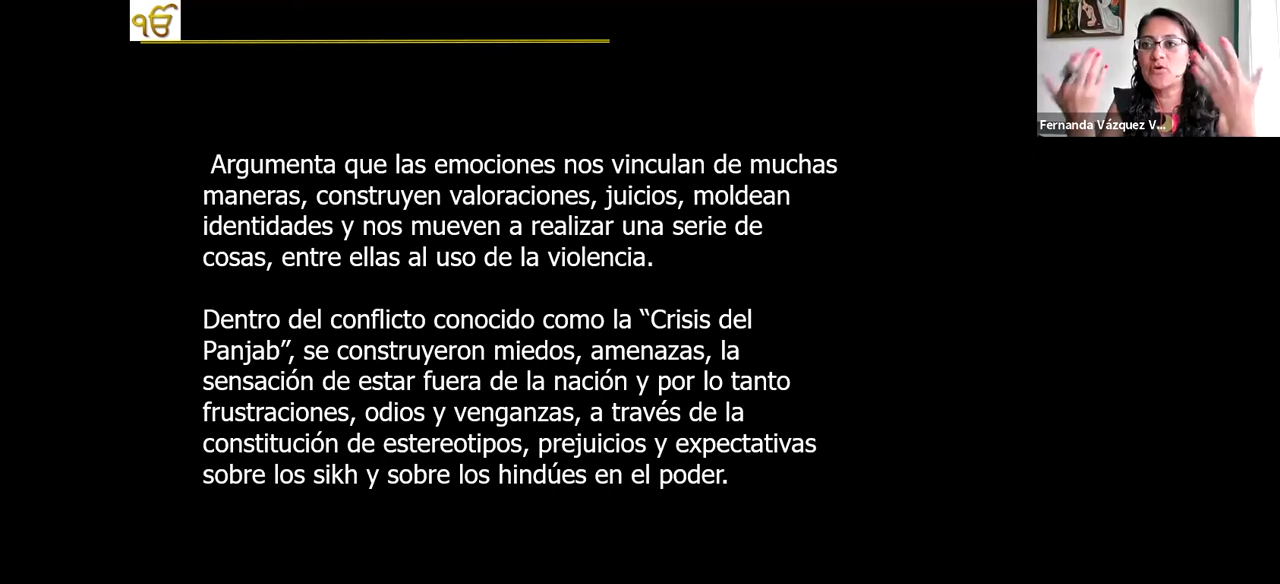 ੴ
Fernanda Vázquez V...
Argumenta que las emociones nos vinculan de muchas
maneras, construyen valoraciones, juicios, moldean
identidades y nos mueven a realizar una serie de
cosas, entre ellas al uso de la violencia.
Dentro del conflicto conocido como la “Crisis del
Panjab”, se construyeron miedos, amenazas, la
sensación de estar fuera de la nación y por lo tanto
frustraciones, odios y venganzas, a través de la
constitución de estereotipos, prejuicios y expectativas
sobre los sikh y sobre los hindúes en el poder.